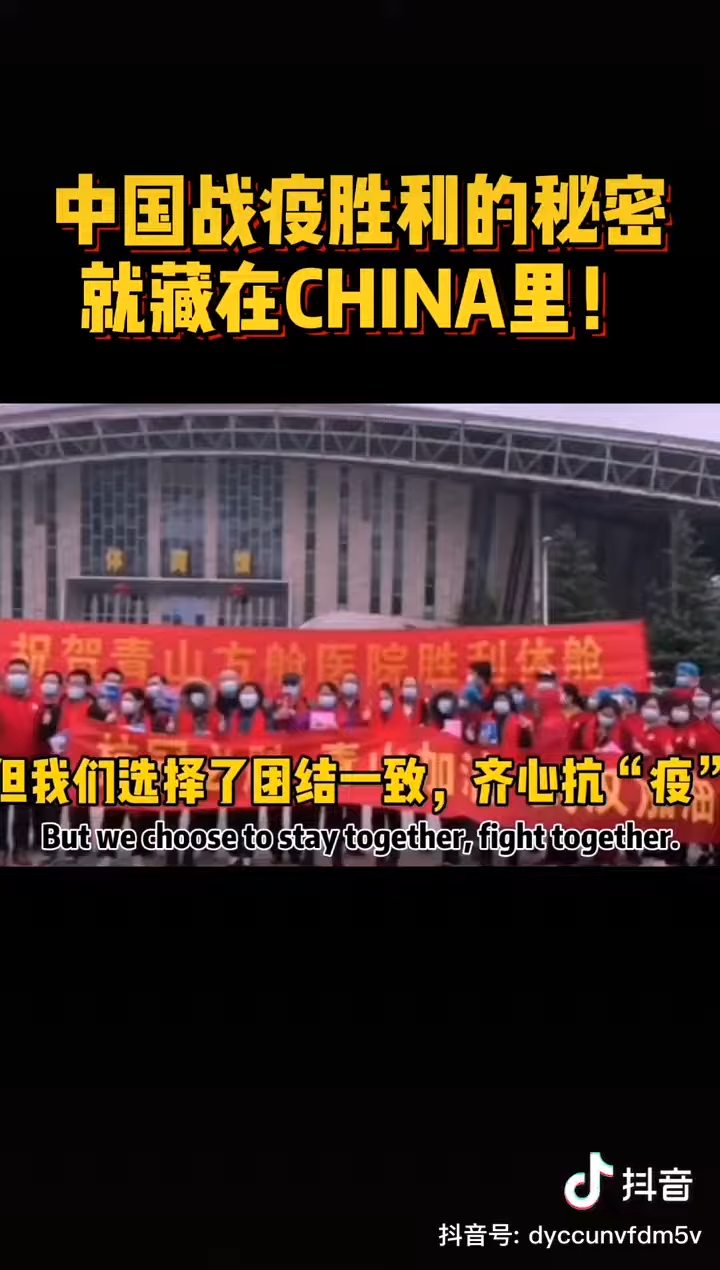 中国战疫胜利的秘密
就藏在CHINA里！
体育馆
祝贺青山方舱医院胜利休舱
但我们选择了团结一致，齐心抗“疫”
But we choose to stay together, fight together.
抖音
抖音号: dyccunvfdm5v